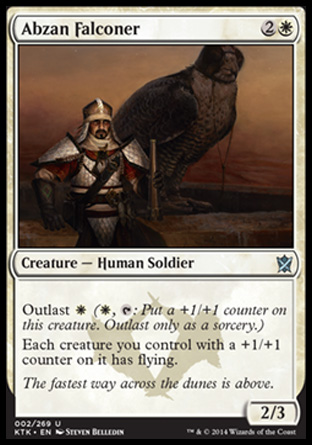 Abzan Falconer 2
Creature — Human Soldier
Outlast (, : Put a +1/+1 counter on
this creature. Outlast only as a sorcery.)
Each creature you control with a +1/+1
counter on it has flying.
The fastest way across the dunes is above.
2/3
002/269 U
KTK • EN Steven Belledin
™ & © 2014 Wizards of the Coast